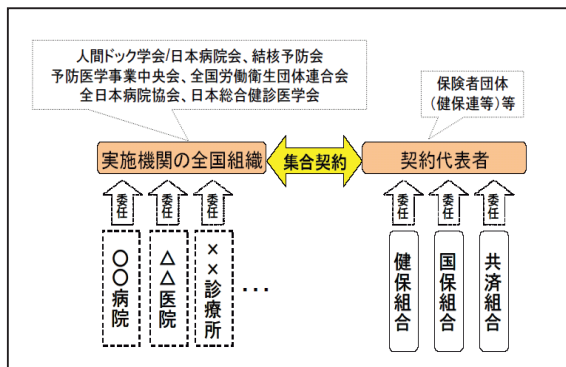 人間ドック学会/日本病院会、結核予防会
予防医学事業中央会、全国労働衛生団体連合会
全日本病院協会、日本総合健診医学会
保険者団体
(健保連等)等
実施機関の全国組織
集合契約
契約代表者
委任
委任
委任
委任
委任
委任
〇〇病院
△△医院
××診療所
・・・
健保組合
国保組合
共済組合